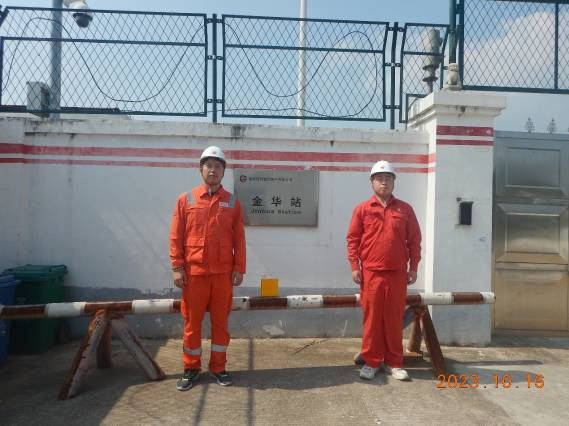 金华站
Jinhua Station
2023.10.16